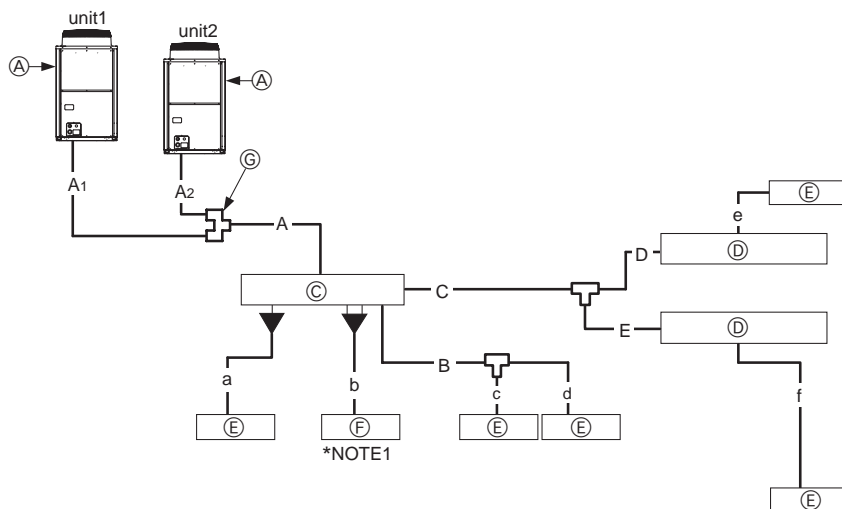 unit1
unit2
Ⓐ
Ⓐ
Ⓖ
A1
A2
A
Ⓔ
e
D
Ⓓ
Ⓒ
C
E
Ⓓ
B
a
b
c
d
f
Ⓔ
Ⓕ
Ⓔ
Ⓔ
*NOTE1
Ⓔ